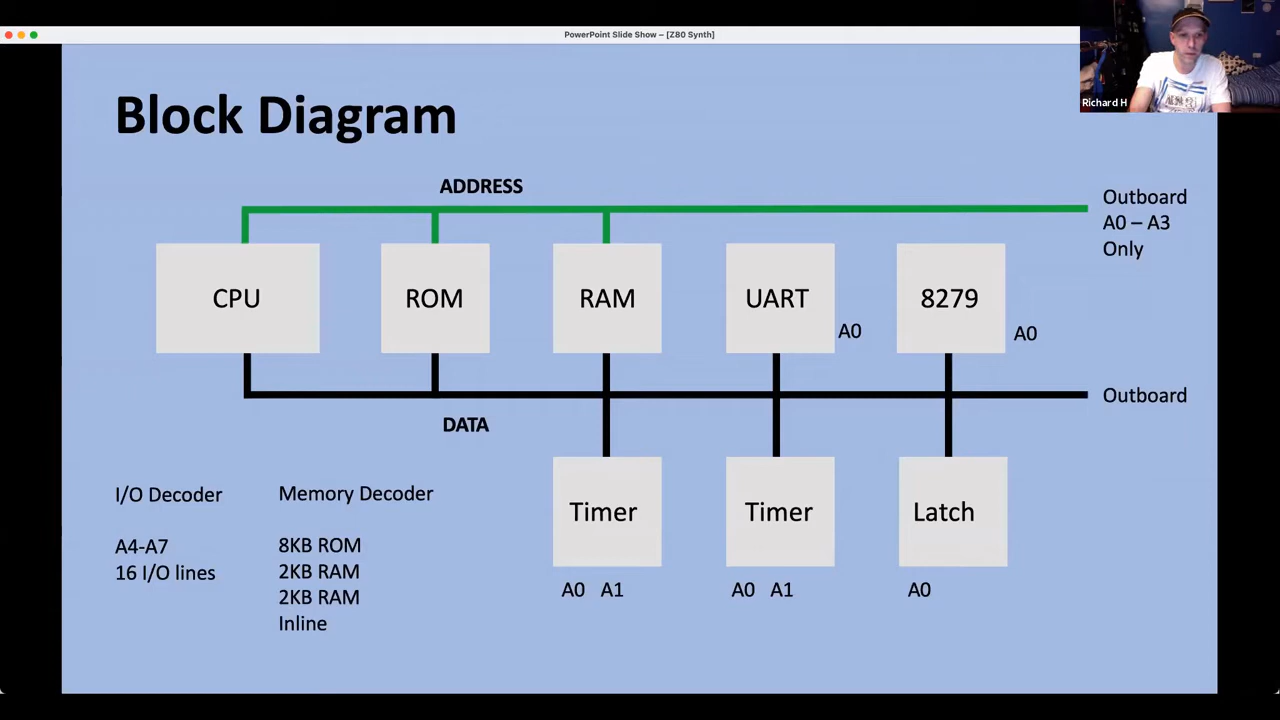 PowerPoint Slide Show – [Z80 Synth]
Richard H
Block Diagram
ADDRESS
Outboard
A0 – A3
Only
CPU
ROM
RAM
UART
8279
A0
A0
Outboard
DATA
I/O Decoder
A4-A7
16 I/O lines
Memory Decoder
8KB ROM
2KB RAM
2KB RAM
Inline
Timer
Timer
Latch
A0 A1
A0 A1
A0